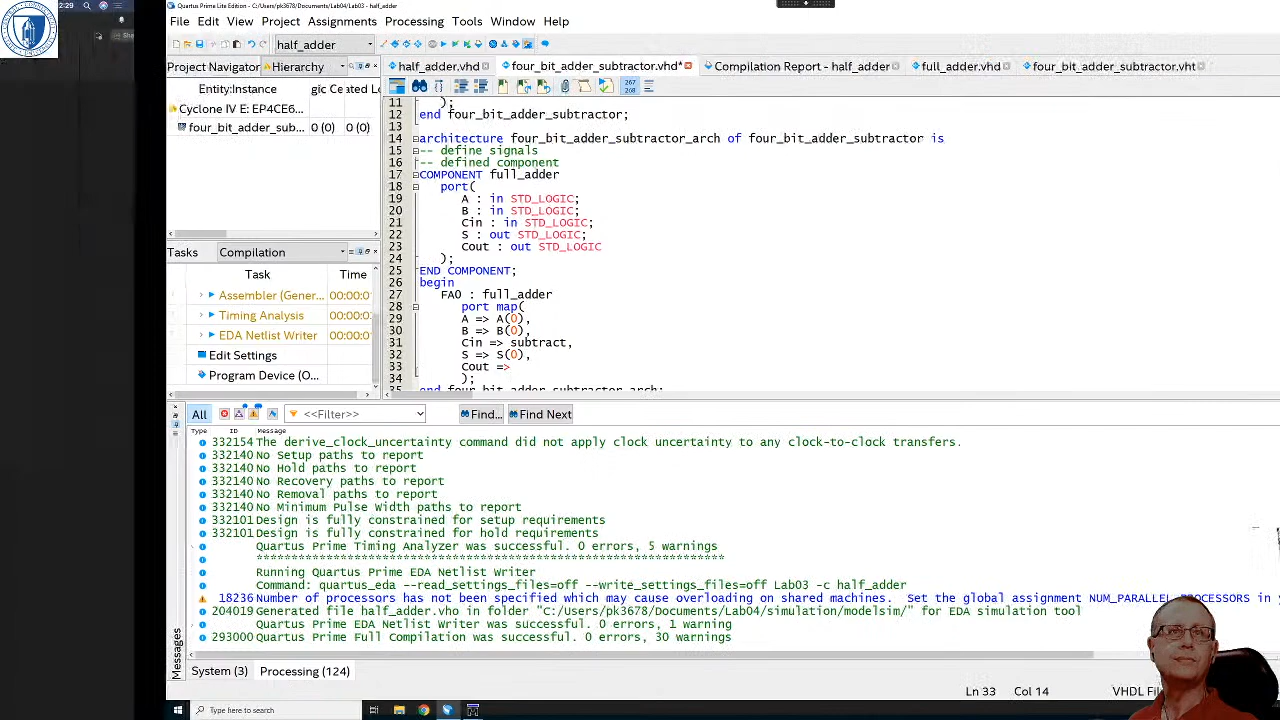 2:29
Sha
Quartus Prime Lite Edition - C:/Users/pk3678/Documents/Lab04/Lab03 - half_adder
File Edit View Project Assignments Processing Tools Window Help
half_adder
Project Navigator Hierarchy
half_adder.vhd four_bit_adder_subtractor.vhd* Compilation Report - half_adder full_adder.vhd four_bit_adder_subtractor.vht
Entity:Instance gic Ce ated Lo
Cyclone IV E: EP4CE6...
four_bit_adder_sub... 0 (0) 0 (0)
267
268
11 );
12 end four_bit_adder_subtractor;
13
14 architecture four_bit_adder_subtractor_arch of four_bit_adder_subtractor is
15 -- define signals
16 -- defined component
17 COMPONENT full_adder
18 port(
19 A : in STD_LOGIC;
20 B : in STD_LOGIC;
21 Cin : in STD_LOGIC;
22 S : out STD_LOGIC;
23 Cout : out STD_LOGIC
24 );
25 END COMPONENT;
26 begin
27 FA0 : full_adder
28 port map(
29 A => A(0),
30 B => B(0),
31 Cin => subtract,
32 S => S(0),
33 Cout =>
34 );
35 end four_bit_adder_subtractor_arch;
Tasks Compilation
Task Time
Assembler (Gener... 00:00:0
Timing Analysis 00:00:0
EDA Netlist Writer 00:00:0
Edit Settings
Program Device (O...
All <<Filter>> Find... Find Next
Type ID Message
332154 The derive_clock_uncertainty command did not apply clock uncertainty to any clock-to-clock transfers.
332140 No Setup paths to report
332140 No Hold paths to report
332140 No Recovery paths to report
332140 No Removal paths to report
332140 No Minimum Pulse Width paths to report
332101 Design is fully constrained for setup requirements
332101 Design is fully constrained for hold requirements
Quartus Prime Timing Analyzer was successful. 0 errors, 5 warnings
*******************************************************************
Running Quartus Prime EDA Netlist Writer
Command: quartus_eda --read_settings_files=off --write_settings_files=off Lab03 -c half_adder
18236 Number of processors has not been specified which may cause overloading on shared machines. Set the global assignment NUM_PARALLEL_PROCESSORS in y
204019 Generated file half_adder.vho in folder "C:/Users/pk3678/Documents/Lab04/simulation/modelsim/" for EDA simulation tool
Quartus Prime EDA Netlist Writer was successful. 0 errors, 1 warning
293000 Quartus Prime Full Compilation was successful. 0 errors, 30 warnings
Messages
System (3) Processing (124)
Ln 33 Col 14 VHDL Fi
Type here to search